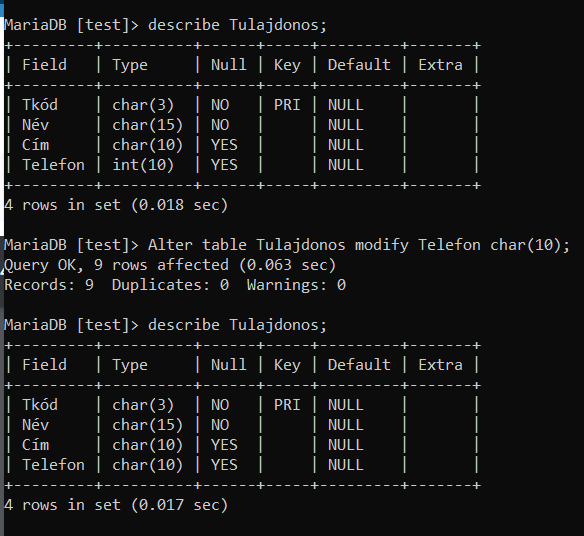 MariaDB [test]> describe Tulajdonos;
+---------+----------+------+-----+---------+-------+
| Field   | Type     | Null | Key | Default | Extra |
+---------+----------+------+-----+---------+-------+
| Tkód    | char(3)  | NO   | PRI | NULL    |       |
| Név     | char(15) | NO   |     | NULL    |       |
| Cím     | char(10) | YES  |     | NULL    |       |
| Telefon | int(10)  | YES  |     | NULL    |       |
+---------+----------+------+-----+---------+-------+
4 rows in set (0.018 sec)
MariaDB [test]> Alter table Tulajdonos modify Telefon char(10);
Query OK, 9 rows affected (0.063 sec)
Records: 9  Duplicates: 0  Warnings: 0
MariaDB [test]> describe Tulajdonos;
+---------+----------+------+-----+---------+-------+
| Field   | Type     | Null | Key | Default | Extra |
+---------+----------+------+-----+---------+-------+
| Tkód    | char(3)  | NO   | PRI | NULL    |       |
| Név     | char(15) | NO   |     | NULL    |       |
| Cím     | char(10) | YES  |     | NULL    |       |
| Telefon | char(10) | YES  |     | NULL    |       |
+---------+----------+------+-----+---------+-------+
4 rows in set (0.017 sec)